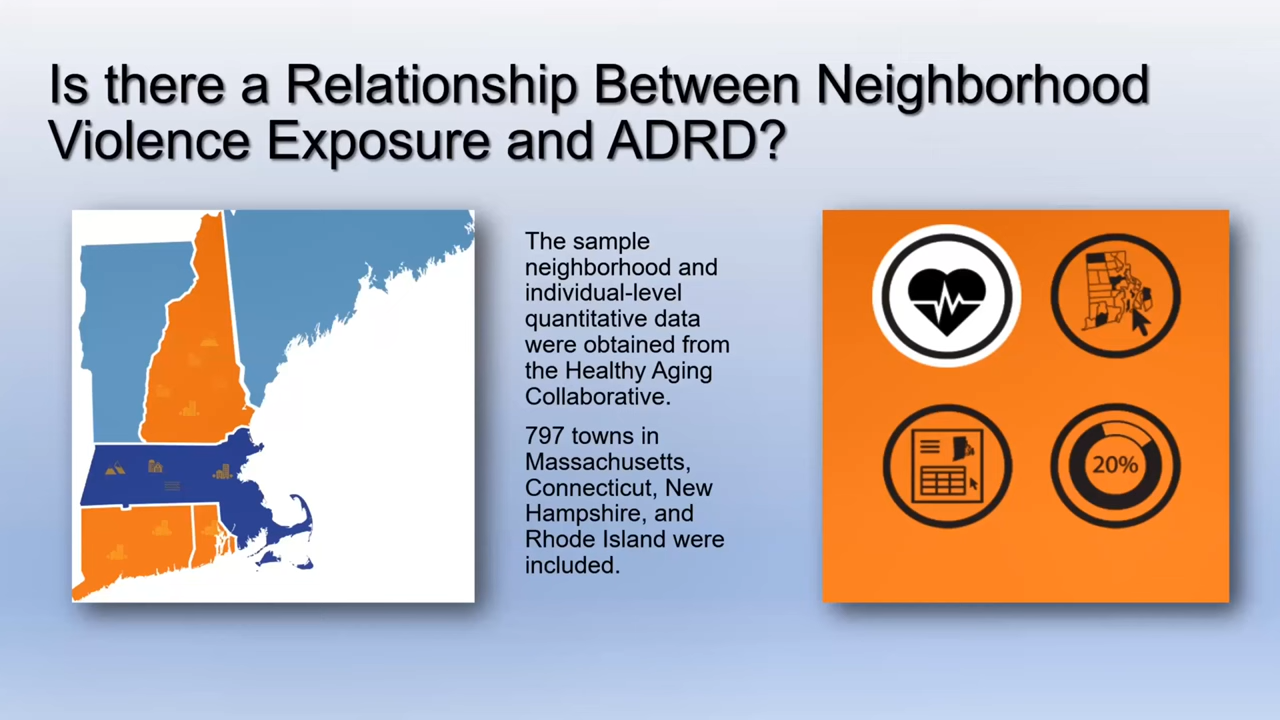 Is there a Relationship Between Neighborhood
Violence Exposure and ADRD?
The sample
neighborhood and
individual-level
quantitative data
were obtained from
the Healthy Aging
Collaborative.
797 towns in
Massachusetts,
Connecticut, New
Hampshire, and
Rhode Island were
included.
20%